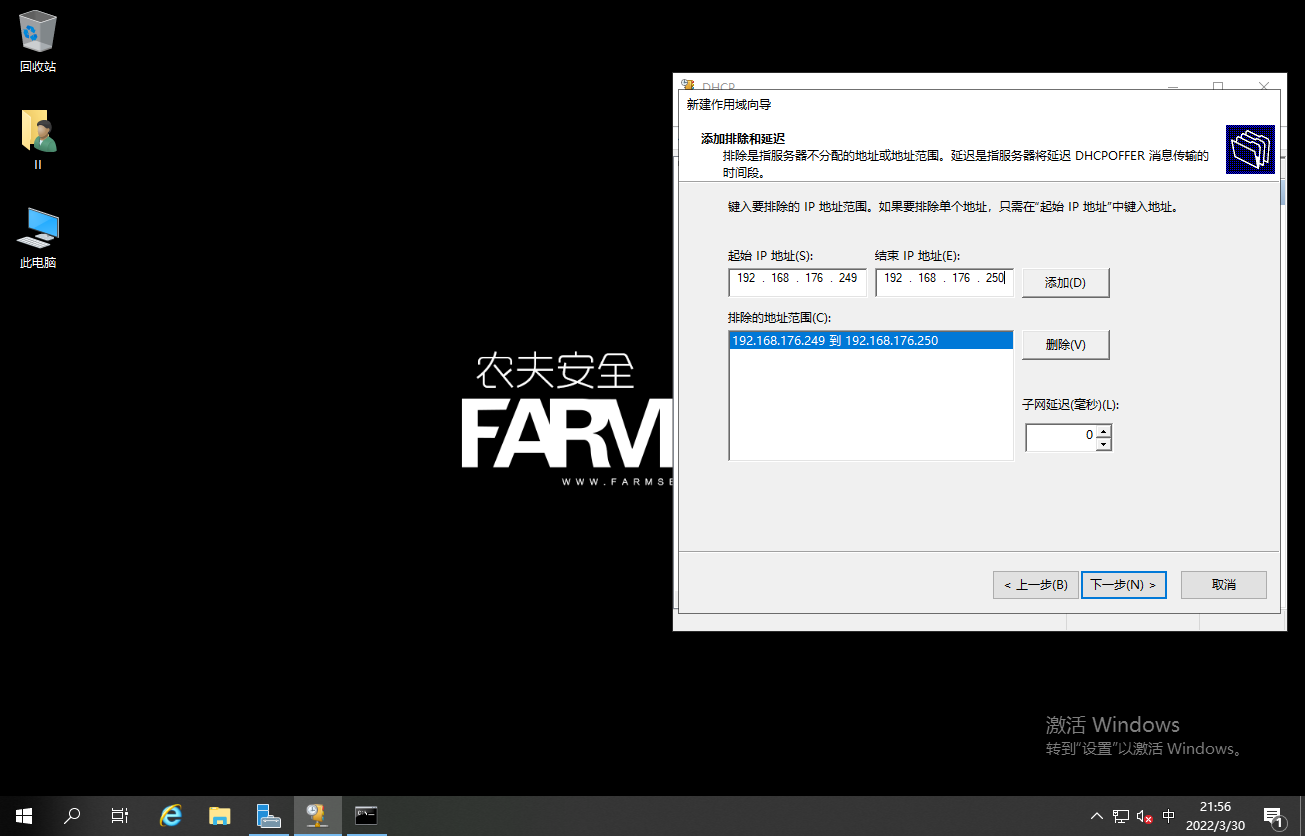 回收站
II
此电脑
农夫安全
FARM
WWW.FARMSE
DHCP
新建作用域向导
添加排除和延迟
排除是指服务器不分配的地址或地址范围。延迟是指服务器将延迟 DHCPOFFER 消息传输的
时间段。
键入要排除的 IP 地址范围。如果要排除单个地址，只需在"起始 IP 地址"中键入地址。
起始 IP 地址(S):
结束 IP 地址(E):
192 . 168 . 176 . 249
192 . 168 . 176 . 250
添加(D)
排除的地址范围(C):
192.168.176.249 到 192.168.176.250
删除(V)
子网延迟(毫秒)(L):
0
< 上一步(B)
下一步(N) >
取消
激活 Windows
转到"设置"以激活 Windows。
中
21:56
2022/3/30
1